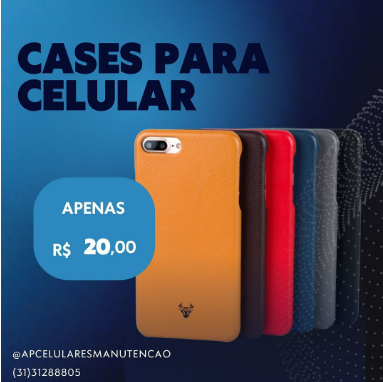 CASES PARA
CELULAR
APENAS
R$ 20,00
@APCELULARESMANUTENCAO
(31)31288805